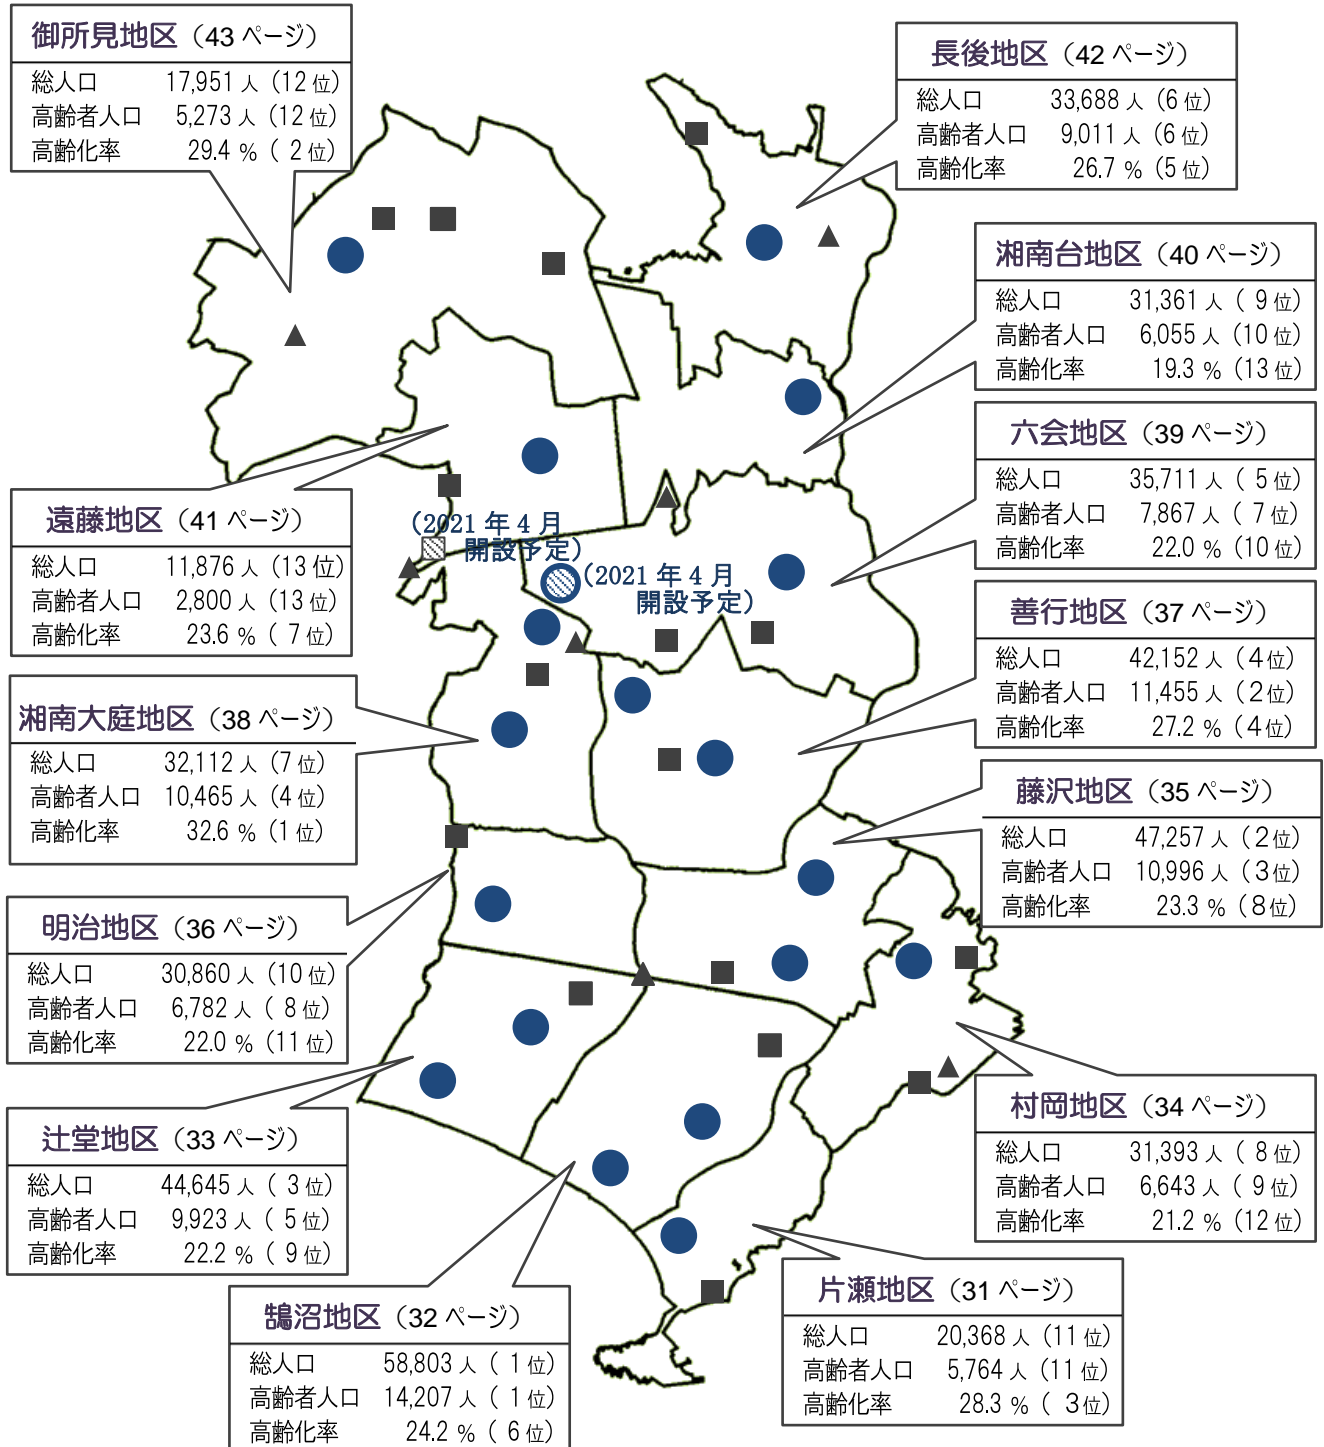 御所見地区（43 ページ）
総人口 17,951 人（12 位）
高齢者人口 5,273 人（12 位）
高齢化率 29.4 %（ 2 位）
長後地区（42 ページ）
総人口 33,688 人（6 位）
高齢者人口 9,011 人（6 位）
高齢化率 26.7 %（5 位）
湘南台地区（40 ページ）
総人口 31,361 人（ 9 位）
高齢者人口 6,055 人（10 位）
高齢化率 19.3 %（13 位）
六会地区（39 ページ）
総人口 35,711 人（ 5 位）
高齢者人口 7,867 人（ 7 位）
高齢化率 22.0 %（10 位）
遠藤地区（41 ページ）
総人口 11,876 人（13 位）
高齢者人口 2,800 人（13 位）
高齢化率 23.6 %（ 7 位）
（2021 年 4 月
開設予定）
（2021 年 4 月
開設予定）
善行地区（37 ページ）
総人口 42,152 人（4 位）
高齢者人口 11,455 人（2 位）
高齢化率 27.2 %（4 位）
湘南大庭地区（38 ページ）
総人口 32,112 人（7 位）
高齢者人口 10,465 人（4 位）
高齢化率 32.6 %（1 位）
藤沢地区（35 ページ）
総人口 47,257 人（ 2 位）
高齢者人口 10,996 人（ 3 位）
高齢化率 23.3 %（ 8 位）
明治地区（36 ページ）
総人口 30,860 人（10 位）
高齢者人口 6,782 人（ 8 位）
高齢化率 22.0 %（11 位）
村岡地区（34 ページ）
総人口 31,393 人（ 8 位）
高齢者人口 6,643 人（ 9 位）
高齢化率 21.2 %（12 位）
辻堂地区（33 ページ）
総人口 44,645 人（ 3 位）
高齢者人口 9,923 人（ 5 位）
高齢化率 22.2 %（ 9 位）
片瀬地区（31 ページ）
総人口 20,368 人（11 位）
高齢者人口 5,764 人（11 位）
高齢化率 28.3 %（ 3 位）
鵠沼地区（32 ページ）
総人口 58,803 人（ 1 位）
高齢者人口 14,207 人（ 1 位）
高齢化率 24.2 %（ 6 位）